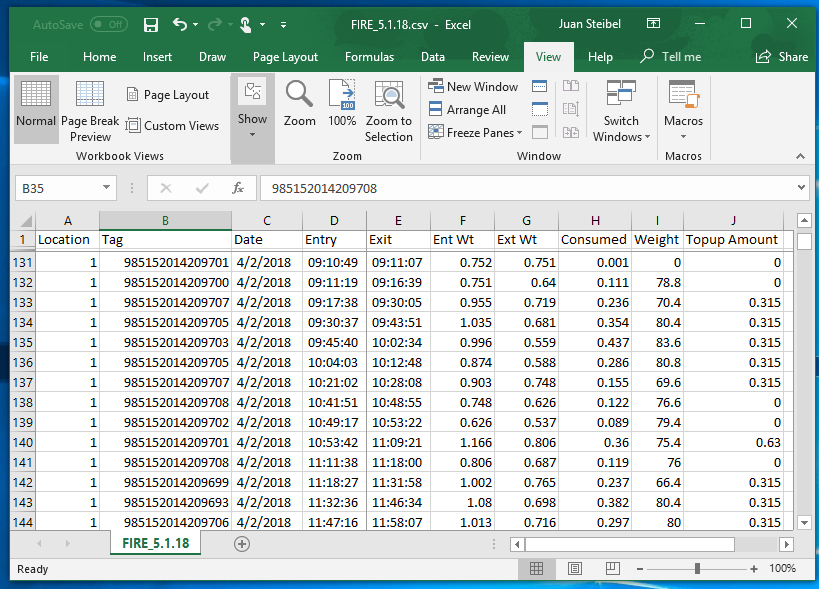 AutoSave Off FIRE_5.1.18.csv - Excel Juan Steibel
File Home Insert Draw Page Layout Formulas Data Review View Help Tell me Share
Normal
Page Break
Preview
Page Layout
Custom Views
Workbook Views
Show
Zoom
100
100%
Zoom to
Selection
Zoom
New Window
Arrange All
Freeze Panes
Switch
Windows
Window
Macros
Macros
B35 fx 985152014209708
A B C D E F G H I J
1 Location Tag Date Entry Exit Ent Wt Ext Wt Consumed Weight Topup Amount
131 1 985152014209701 4/2/2018 09:10:49 09:11:07 0.752 0.751 0.001 0 0
132 1 985152014209700 4/2/2018 09:11:19 09:16:39 0.751 0.64 0.111 78.8 0
133 1 985152014209707 4/2/2018 09:17:38 09:30:05 0.955 0.719 0.236 70.4 0.315
134 1 985152014209705 4/2/2018 09:30:37 09:43:51 1.035 0.681 0.354 80.4 0.315
135 1 985152014209703 4/2/2018 09:45:40 10:02:34 0.996 0.559 0.437 83.6 0.315
136 1 985152014209705 4/2/2018 10:04:03 10:12:48 0.874 0.588 0.286 80.8 0.315
137 1 985152014209707 4/2/2018 10:21:02 10:28:08 0.903 0.748 0.155 69.6 0.315
138 1 985152014209708 4/2/2018 10:41:51 10:48:55 0.748 0.626 0.122 76.6 0
139 1 985152014209702 4/2/2018 10:49:17 10:53:22 0.626 0.537 0.089 79.4 0
140 1 985152014209701 4/2/2018 10:53:42 11:09:21 1.166 0.806 0.36 75.4 0.63
141 1 985152014209708 4/2/2018 11:11:38 11:18:00 0.806 0.687 0.119 76 0
142 1 985152014209699 4/2/2018 11:18:27 11:31:58 1.002 0.765 0.237 66.4 0.315
143 1 985152014209693 4/2/2018 11:32:36 11:46:34 1.08 0.698 0.382 80.4 0.315
144 1 985152014209706 4/2/2018 11:47:16 11:58:07 1.013 0.716 0.297 80 0.315
FIRE_5.1.18
Ready 100%